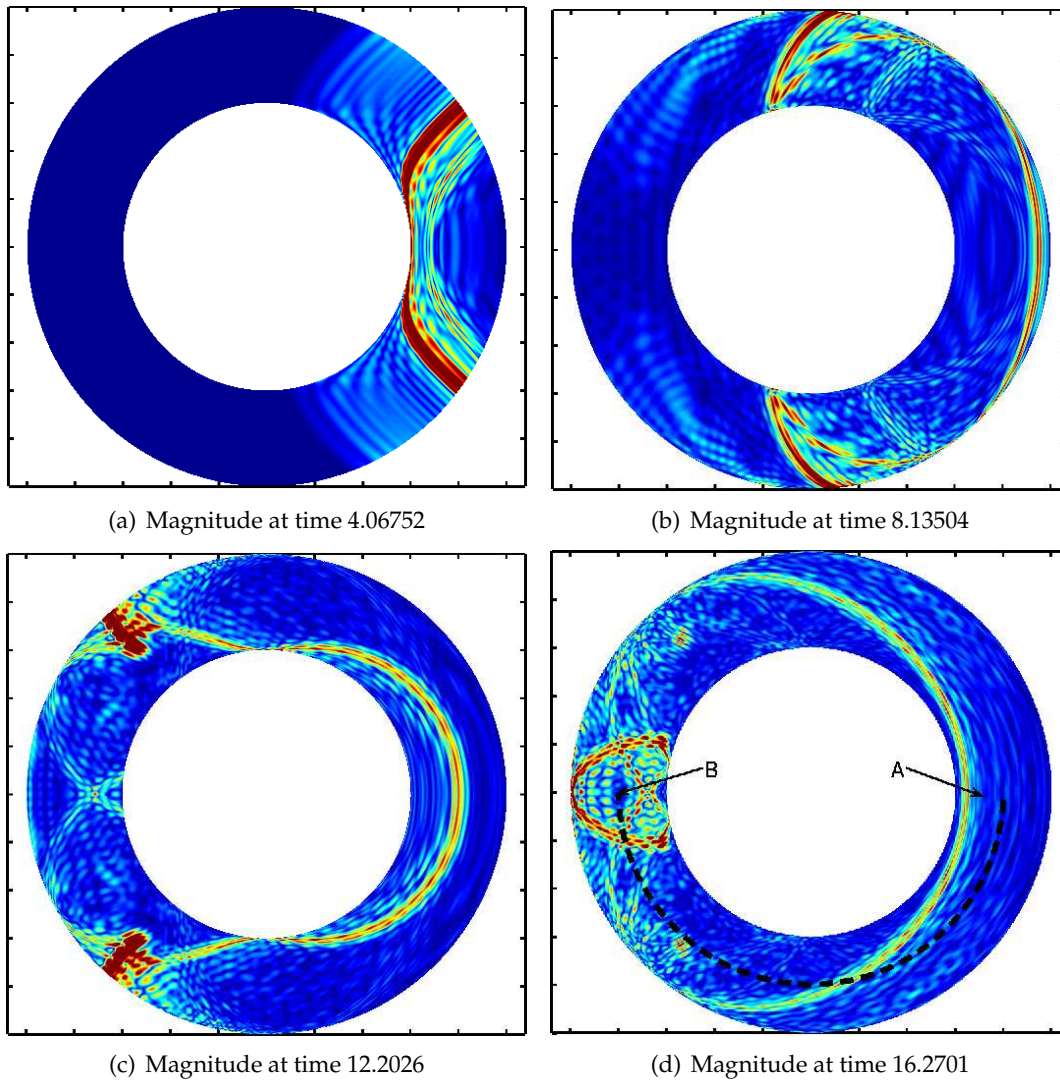 (a) Magnitude at time 4.06752
(b) Magnitude at time 8.13504
B
A
(c) Magnitude at time 12.2026
(d) Magnitude at time 16.2701